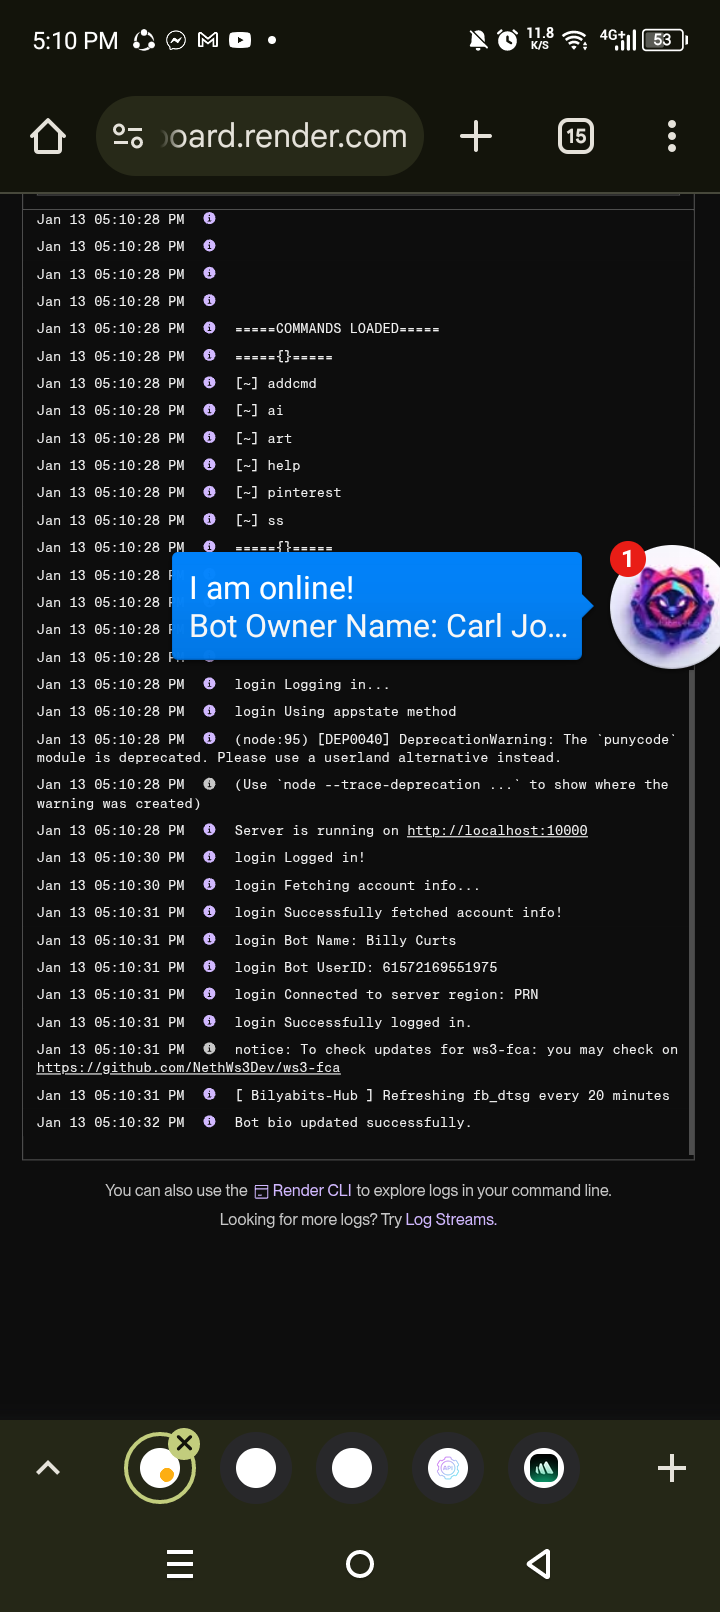 5:10 PM 11.8 K/S 4G+ 53
oard.render.com 15
Jan 13 05:10:28 PM
Jan 13 05:10:28 PM
Jan 13 05:10:28 PM
Jan 13 05:10:28 PM
Jan 13 05:10:28 PM =====COMMANDS LOADED=====
Jan 13 05:10:28 PM ====={}=====
Jan 13 05:10:28 PM [~] addcmd
Jan 13 05:10:28 PM [~] ai
Jan 13 05:10:28 PM [~] art
Jan 13 05:10:28 PM [~] help
Jan 13 05:10:28 PM [~] pinterest
Jan 13 05:10:28 PM [~] ss
Jan 13 05:10:28 PM ====={}=====
Jan 13 05:10:28
I am online!
1
Jan 13 05:10:28
Bot Owner Name: Carl Jo...
Jan 13 05:10:28
Jan 13 05:10:28
Jan 13 05:10:28 PM login Logging in...
Jan 13 05:10:28 PM login Using appstate method
Jan 13 05:10:28 PM (node:95) [DEP0040] DeprecationWarning: The `punycode`
module is deprecated. Please use a userland alternative instead.
Jan 13 05:10:28 PM (Use `node --trace-deprecation ...` to show where the
warning was created)
Jan 13 05:10:28 PM Server is running on http://localhost:10000
Jan 13 05:10:30 PM login Logged in!
Jan 13 05:10:30 PM login Fetching account info...
Jan 13 05:10:31 PM login Successfully fetched account info!
Jan 13 05:10:31 PM login Bot Name: Billy Curts
Jan 13 05:10:31 PM login Bot UserID: 61572169551975
Jan 13 05:10:31 PM login Connected to server region: PRN
Jan 13 05:10:31 PM login Successfully logged in.
Jan 13 05:10:31 PM notice: To check updates for ws3-fca: you may check on
https://github.com/NethWs3Dev/ws3-fca
Jan 13 05:10:31 PM [ Bilyabits-Hub ] Refreshing fb_dtsg every 20 minutes
Jan 13 05:10:32 PM Bot bio updated successfully.
You can also use the Render CLI to explore logs in your command line.
Looking for more logs? Try Log Streams.
API